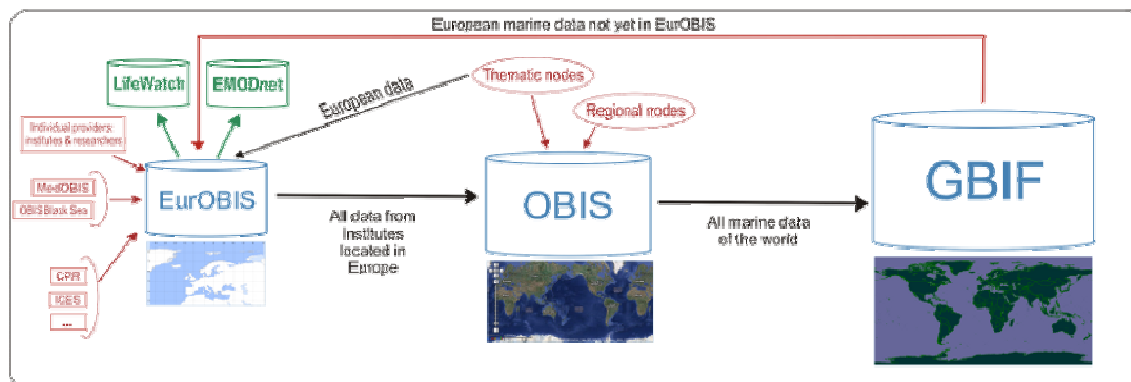 European marine data not yet in EurOBIS
LifeWatch
EMODnet
European data
Thematic nodes
Regional nodes
Individual providers:
institutes & researchers
MedOBIS
OBIS Black Sea
EurOBIS
OBIS
GBIF
All data from
institutes
located in
Europe
All marine data
of the world
CPR
ICES
...